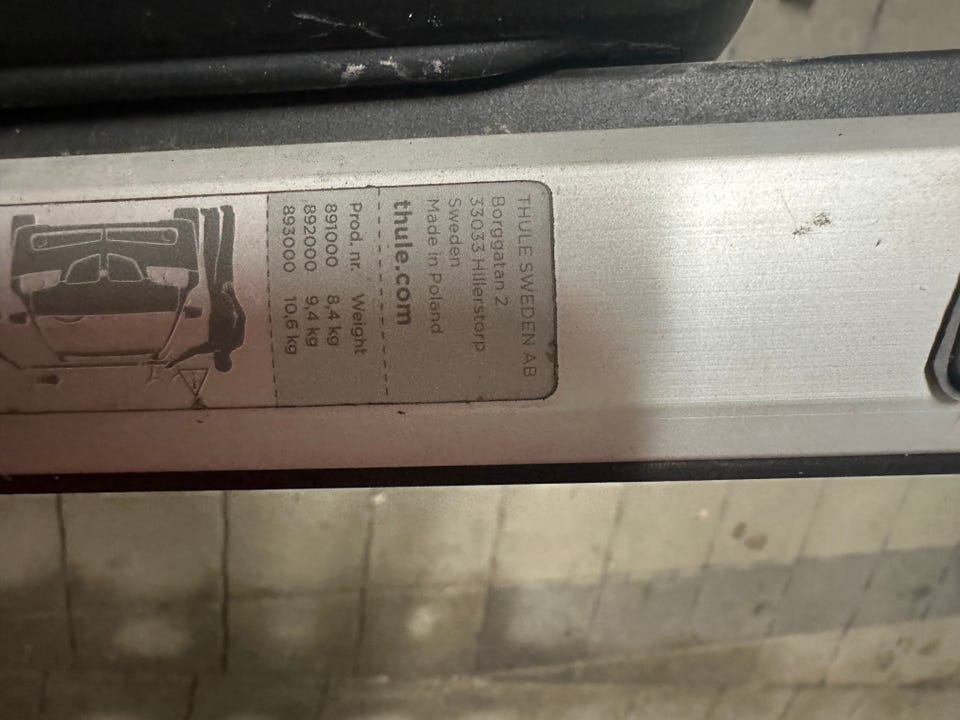 THULE SWEDEN AB
Borggatan 2
33033 Hillerstorp
Sweden
Made in Poland
thule.com
Prod. nr. Weight
891000 8,4 kg
892000 9,4 kg
893000 10,6 kg